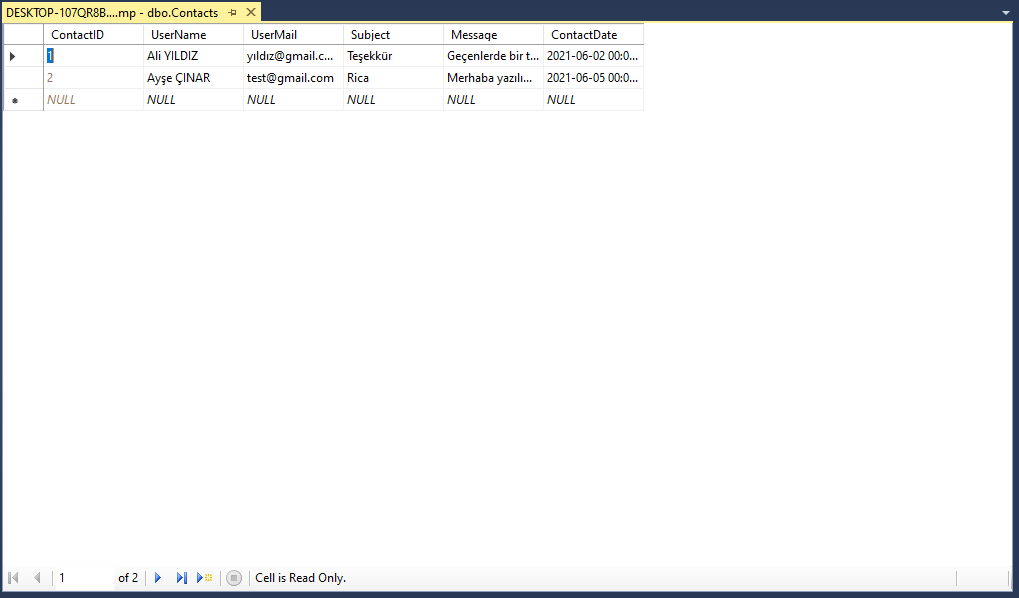 DESKTOP-107QR8B....mp - dbo.Contacts
ContactID UserName UserMail Subject Message ContactDate
1 Ali YILDIZ yıldız@gmail.c... Teşekkür Geçenlerde bir t... 2021-06-02 00:0...
2 Ayşe ÇINAR test@gmail.com Rica Merhaba yazılı... 2021-06-05 00:0...
NULL NULL NULL NULL NULL NULL
1 of 2 Cell is Read Only.